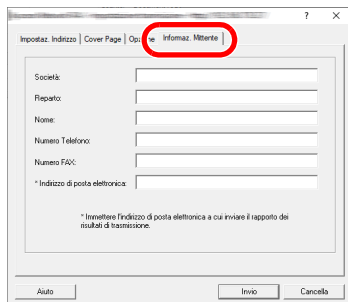 ? ×
Impostaz. Indirizzo Cover Page Informaz. Mittente
Società:
Reparto:
Nome:
Numero Telefono:
Numero FAX:
* Indirizzo di posta elettronica:
* Immettere l'indirizzo di posta elettronica a cui inviare il rapporto dei
risultati di trasmissione.
Aiuto Invio Cancella